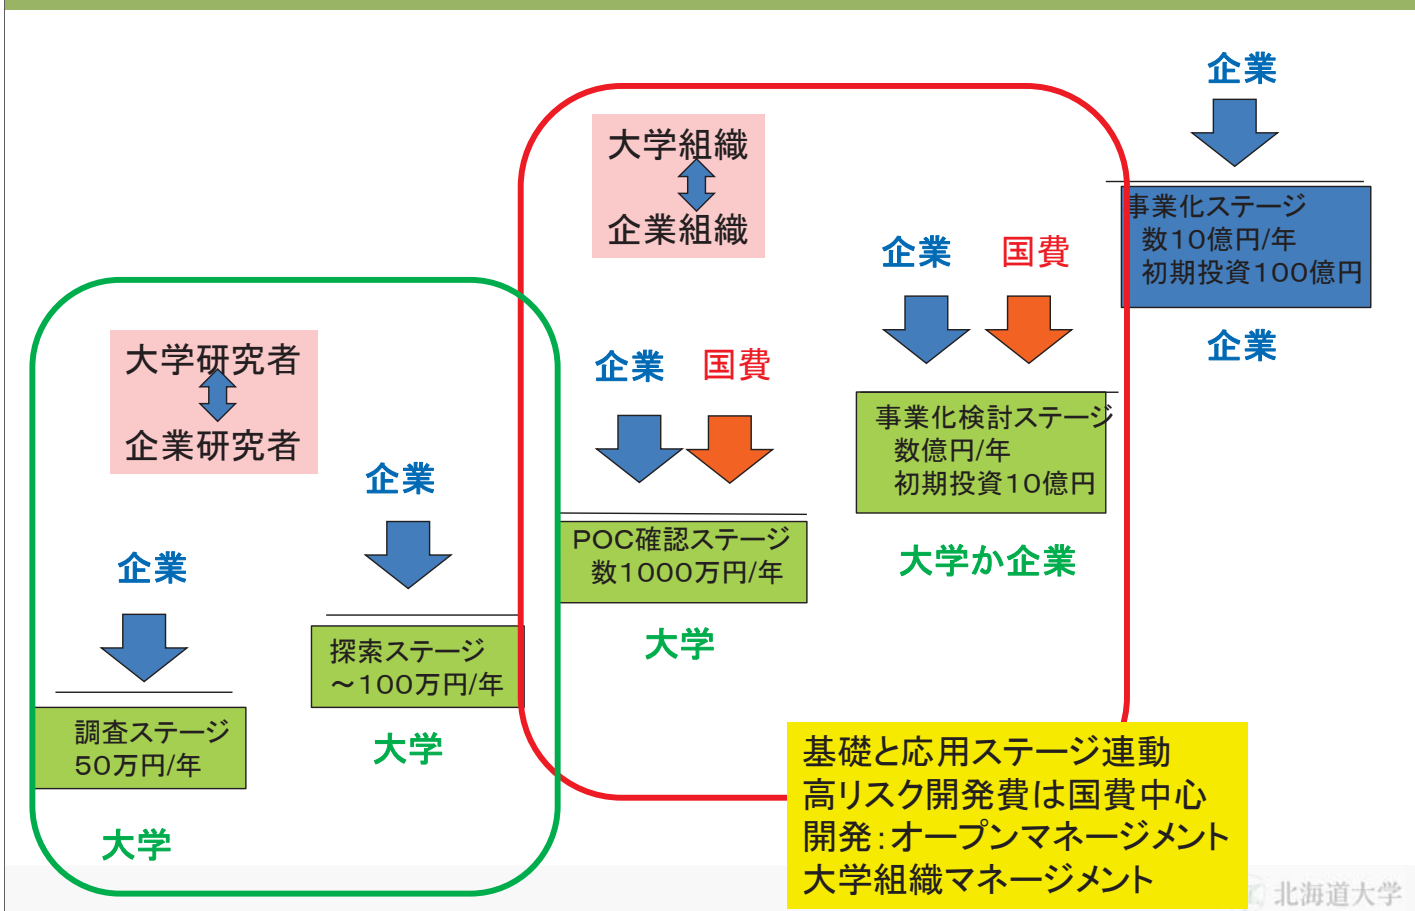 企業
大学組織
企業組織
事業化ステージ
数10億円/年
初期投資100億円
企業
企業 国費
大学研究者
企業研究者
企業 国費
事業化検討ステージ
数億円/年
初期投資10億円
大学か企業
企業
POC確認ステージ
数1000万円/年
大学
企業
探索ステージ
～100万円/年
大学
調査ステージ
50万円/年
大学
基礎と応用ステージ連動
高リスク開発費は国費中心
開発:オープンマネージメント
大学組織マネージメント
北海道大学